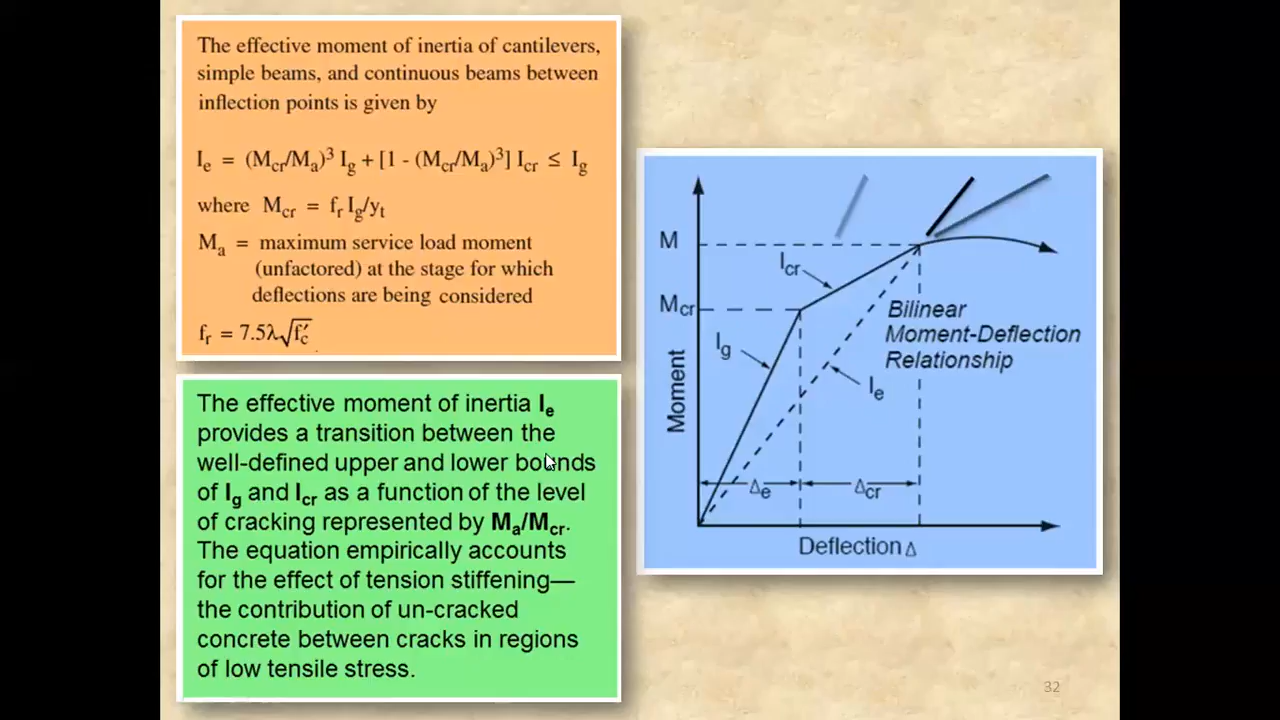 The effective moment of inertia of cantilevers,
simple beams, and continuous beams between
inflection points is given by
Ie = (Mcr/Ma)³ Ig + [1 - (Mcr/Ma)³] Icr ≤ Ig
where Mcr = fr Ig/yt
Ma = maximum service load moment
(unfactored) at the stage for which
deflections are being considered
fr = 7.5λ√f′c
The effective moment of inertia Ie
provides a transition between the
well-defined upper and lower bounds
of Ig and Icr as a function of the level
of cracking represented by Ma/Mcr.
The equation empirically accounts
for the effect of tension stiffening—
the contribution of un-cracked
concrete between cracks in regions
of low tensile stress.
M
Icr
Mcr
Bilinear
Moment-Deflection
Relationship
Ig
Ie
Moment
Δe
Δcr
Deflection Δ
32